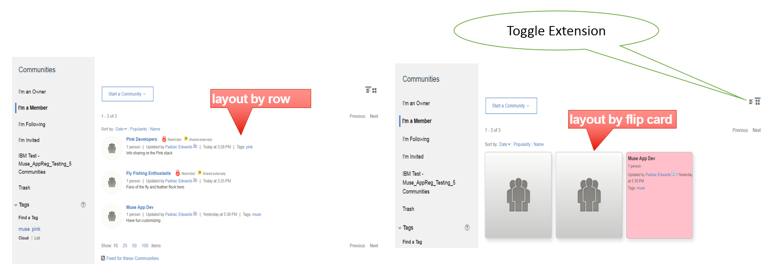 Toggle Extension
Communities
I'm an Owner
I'm a Member
I'm Following
I'm Invited
IBM Test -
Muse_AppReg_Testing_5
Communities
Trash
Tags
Find a Tag
muse pink
Cloud | List
Start a Community
layout by row
1 - 3 of 3
Previous Next
Sort by: Date Popularity | Name
Pink Developers Restricted Shared externally
1 person | Updated by Padraic Edwards | Today at 5:28 PM | Tags: pink
Info sharing on the Pink stack
Fly Fishing Enthusiasts Restricted Shared externally
1 person | Updated by Padraic Edwards | Today at 5:23 PM
Fans of the fly and feather flock here.
Muse App Dev
1 person | Updated by Padraic Edwards | Yesterday at 5:38 PM | Tags: muse
Have fun customizing
Show 10 25 50 100 items
Previous Next
Feed for these Communities
Communities
I'm an Owner
I'm a Member
I'm Following
I'm Invited
IBM Test -
Muse_AppReg_Testing_5
Communities
Trash
Tags
Find a Tag
Start a Community
layout by flip card
1 - 3 of 3
Previous Next
Sort by: Date Popularity | Name
Muse App Dev
1 person
Updated by Padraic Edwards | Yesterday
at 5:38 PM
Tags: muse